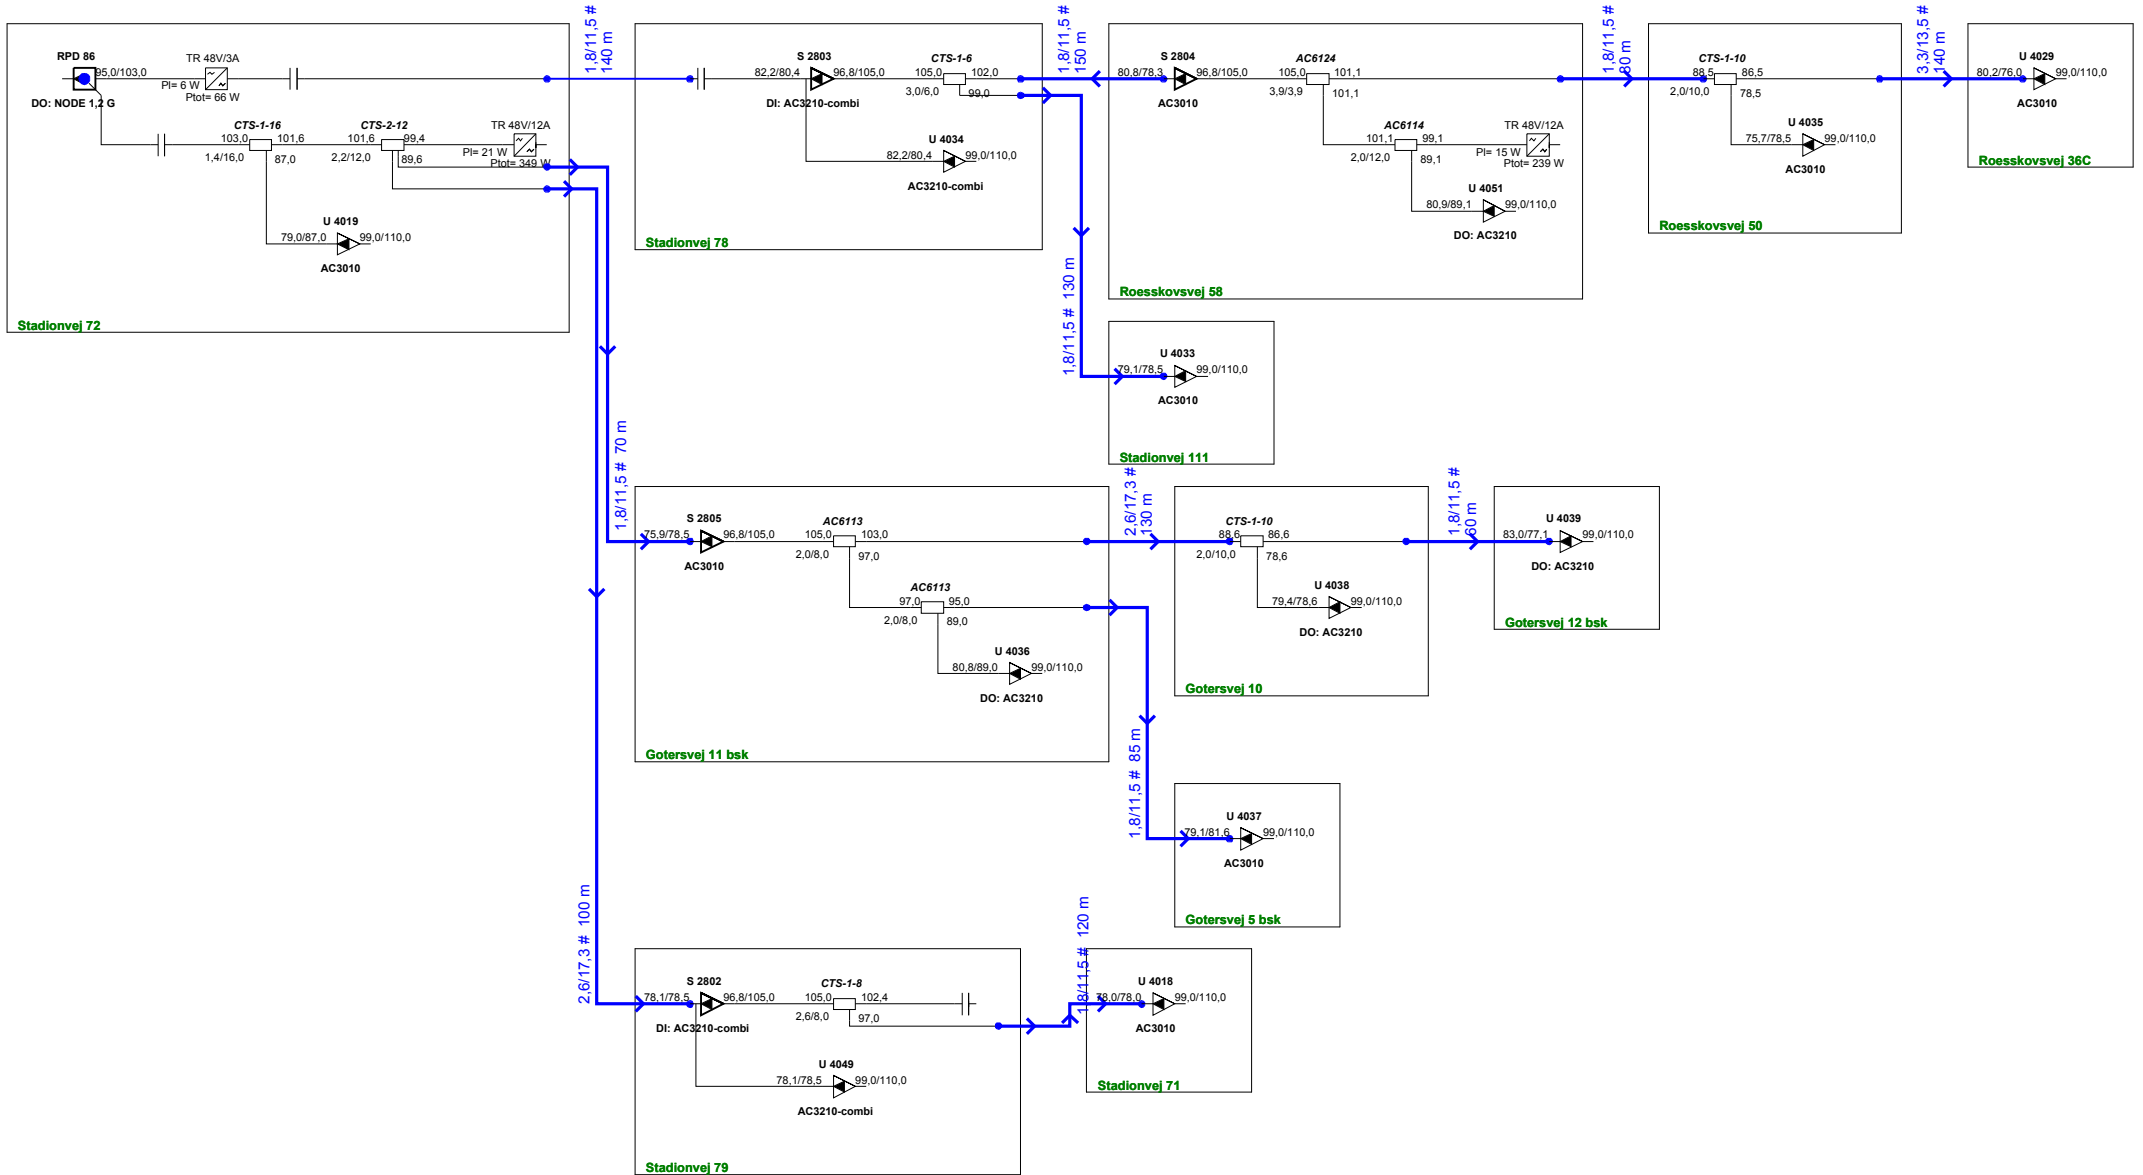 RPD 86
95,0/103,0
DO: NODE 1,2 G
TR 48V/3A
PI= 6 W
Ptot= 66 W
CTS-1-16
103,0
101,6
1,4/16,0
87,0
CTS-2-12
101,6
99,4
2,2/12,0
89,6
TR 48V/12A
PI= 21 W
Ptot= 349 W
U 4019
79,0/87,0
99,0/110,0
AC3010
Stadionvej 72
1,8/11,5 #
140 m
S 2803
82,2/80,4
96,8/105,0
DI: AC3210-combi
CTS-1-6
105,0
102,0
3,0/6,0
99,0
U 4034
82,2/80,4
99,0/110,0
AC3210-combi
Stadionvej 78
1,8/11,5 #
150 m
1,8/11,5 # 130 m
S 2804
80,8/78,3
96,8/105,0
AC3010
AC6124
105,0
101,1
3,9/3,9
101,1
AC6114
101,1
99,1
2,0/12,0
89,1
TR 48V/12A
PI= 15 W
Ptot= 239 W
U 4051
80,9/89,1
99,0/110,0
DO: AC3210
Roesskovsvej 58
1,8/11,5 #
80 m
CTS-1-10
88,5
86,5
2,0/10,0
78,5
U 4035
75,7/78,5
99,0/110,0
AC3010
Roesskovsvej 50
3,3/13,5 #
140 m
U 4029
80,2/76,0
99,0/110,0
AC3010
Roesskovsvej 36C
U 4033
79,1/78,5
99,0/110,0
AC3010
Stadionvej 111
1,8/11,5 # 70 m
S 2805
75,9/78,5
96,8/105,0
AC3010
AC6113
105,0
103,0
2,0/8,0
97,0
AC6113
97,0
95,0
2,0/8,0
89,0
U 4036
80,8/89,0
99,0/110,0
DO: AC3210
Gotersvej 11 bsk
2,6/17,3 #
130 m
CTS-1-10
88,6
86,6
2,0/10,0
78,6
U 4038
79,4/78,6
99,0/110,0
DO: AC3210
Gotersvej 10
1,8/11,5 #
60 m
U 4039
83,0/77,1
99,0/110,0
DO: AC3210
Gotersvej 12 bsk
1,8/11,5 # 85 m
U 4037
79,1/81,6
99,0/110,0
AC3010
Gotersvej 5 bsk
2,6/17,3 # 100 m
S 2802
78,1/78,5
96,8/105,0
DI: AC3210-combi
CTS-1-8
105,0
102,4
2,6/8,0
97,0
U 4049
78,1/78,5
99,0/110,0
AC3210-combi
Stadionvej 79
1,8/11,5 # 120 m
U 4018
78,0/78,0
99,0/110,0
AC3010
Stadionvej 71